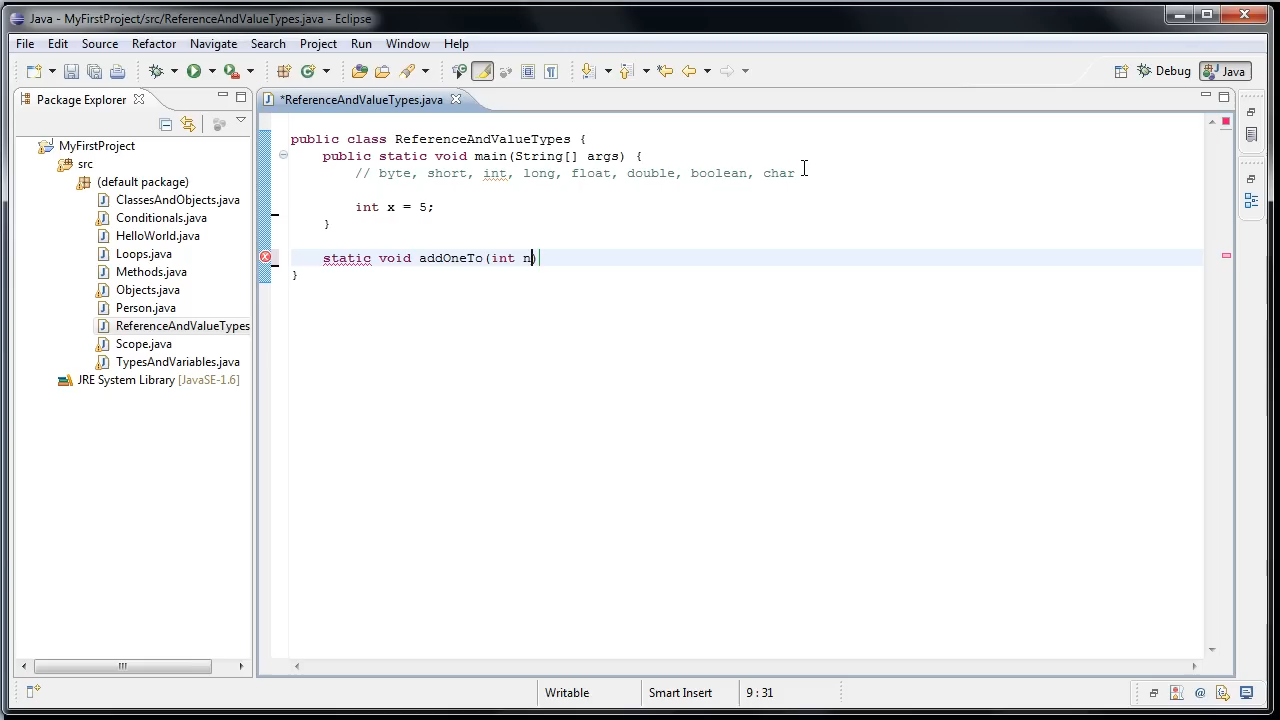 Java - MyFirstProject/src/ReferenceAndValueTypes.java - Eclipse
File Edit Source Refactor Navigate Search Project Run Window Help
Debug Java
Package Explorer
*ReferenceAndValueTypes.java
MyFirstProject
src
(default package)
ClassesAndObjects.java
Conditionals.java
HelloWorld.java
Loops.java
Methods.java
Objects.java
Person.java
ReferenceAndValueTypes
Scope.java
TypesAndVariables.java
JRE System Library [JavaSE-1.6]
public class ReferenceAndValueTypes {
public static void main(String[] args) {
// byte, short, int, long, float, double, boolean, char
int x = 5;
}
static void addOneTo(int n)
}
Writable Smart Insert 9 : 31